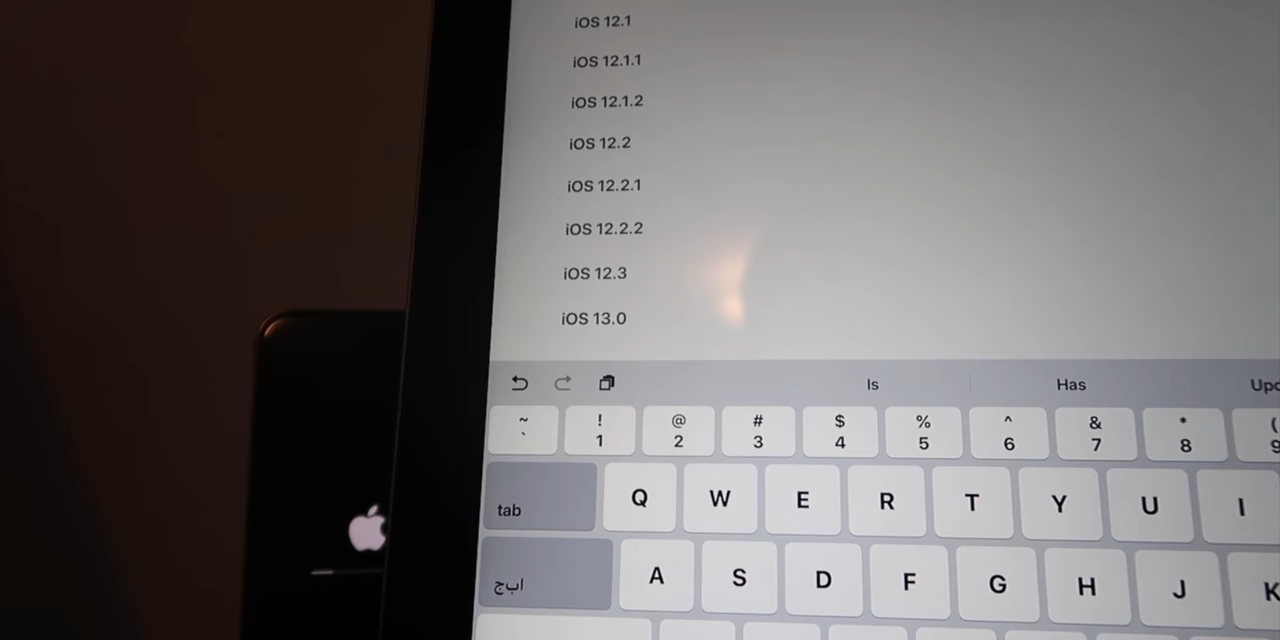 iOS 12.1
iOS 12.1.1
iOS 12.1.2
iOS 12.2
iOS 12.2.1
iOS 12.2.2
iOS 12.3
iOS 13.0
Is Has
~ ! @ # $ % ^ & * (
` 1 2 3 4 5 6 7 8 9
tab Q W E R T Y U I
ابج A S D F G H J K